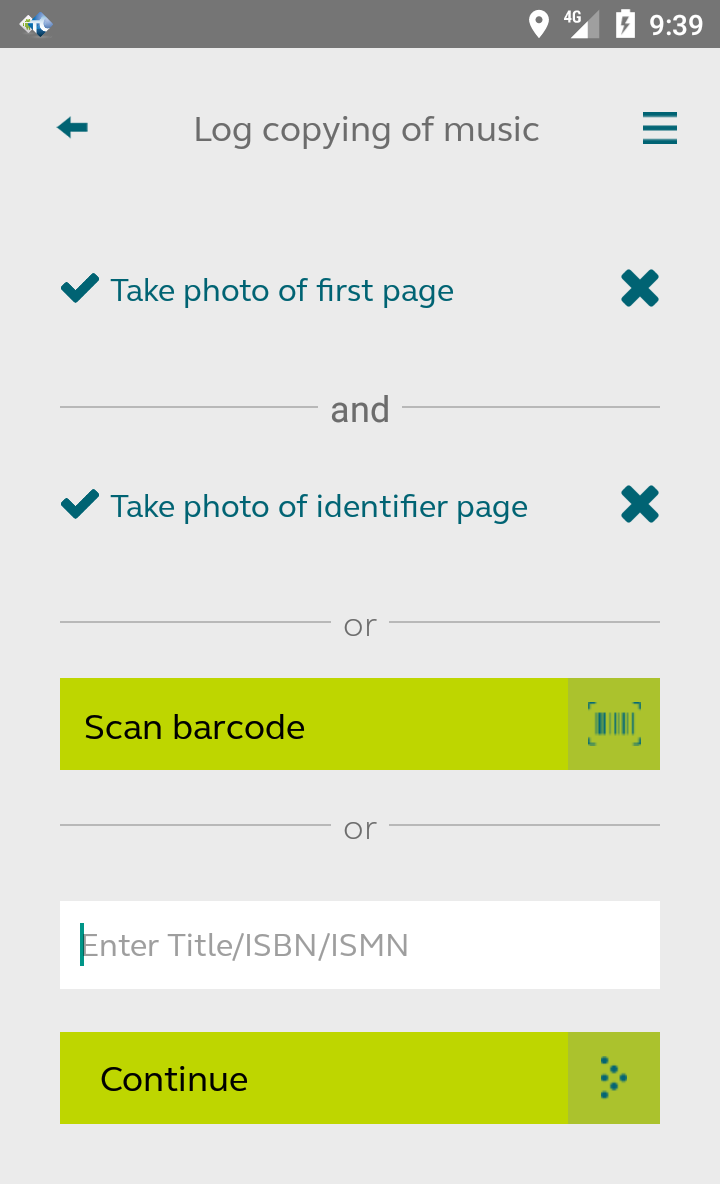 4G 9:39
Log copying of music
Take photo of first page
and
Take photo of identifier page
or
Scan barcode
or
Enter Title/ISBN/ISMN
Continue